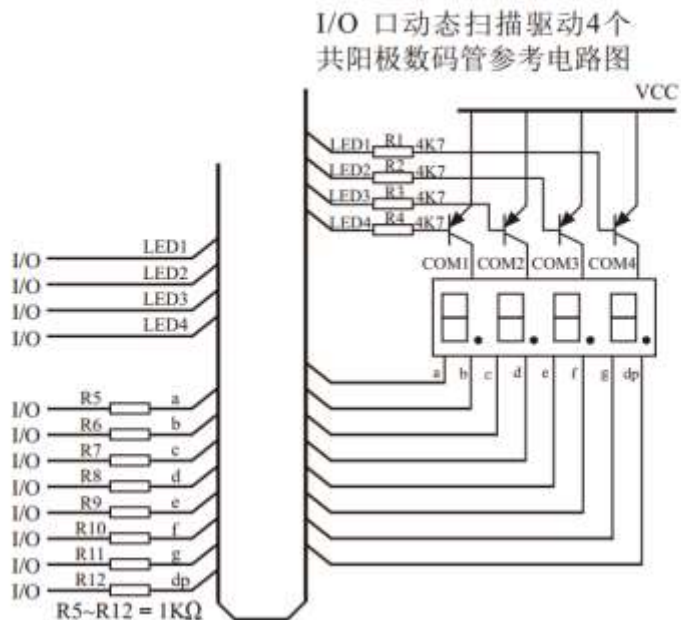 I/O 口动态扫描驱动4个
共阳极数码管参考电路图
VCC
LED1 R1 4K7
LED2 R2 4K7
LED3 R3 4K7
LED4 R4 4K7
COM1 COM2 COM3 COM4
I/O LED1
I/O LED2
I/O LED3
I/O LED4
a b c d e f g dp
I/O R5 a
I/O R6 b
I/O R7 c
I/O R8 d
I/O R9 e
I/O R10 f
I/O R11 g
I/O R12 dp
R5~R12 = 1KΩ